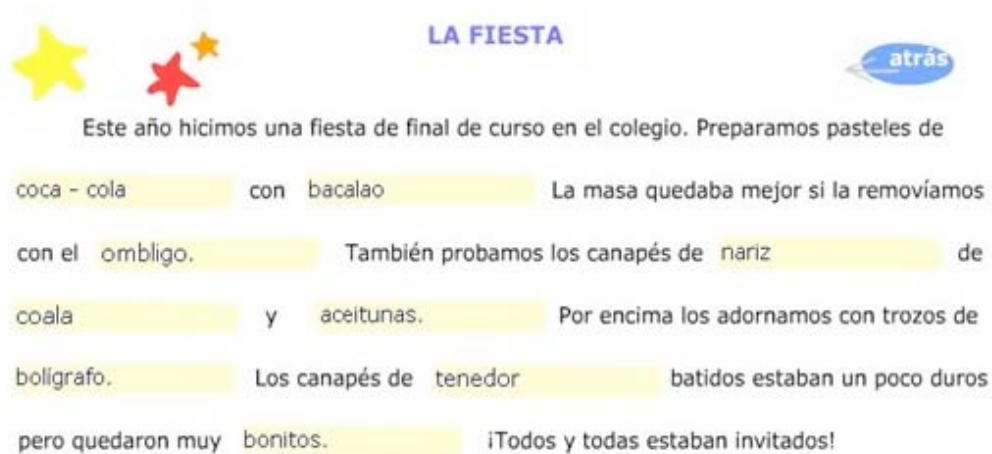 LA FIESTA
atrás
Este año hicimos una fiesta de final de curso en el colegio. Preparamos pasteles de
coca - cola con bacalao La masa quedaba mejor si la removíamos
con el ombligo. También probamos los canapés de nariz de
coala y aceitunas. Por encima los adornamos con trozos de
bolígrafo. Los canapés de tenedor batidos estaban un poco duros
pero quedaron muy bonitos. ¡Todos y todas estaban invitados!